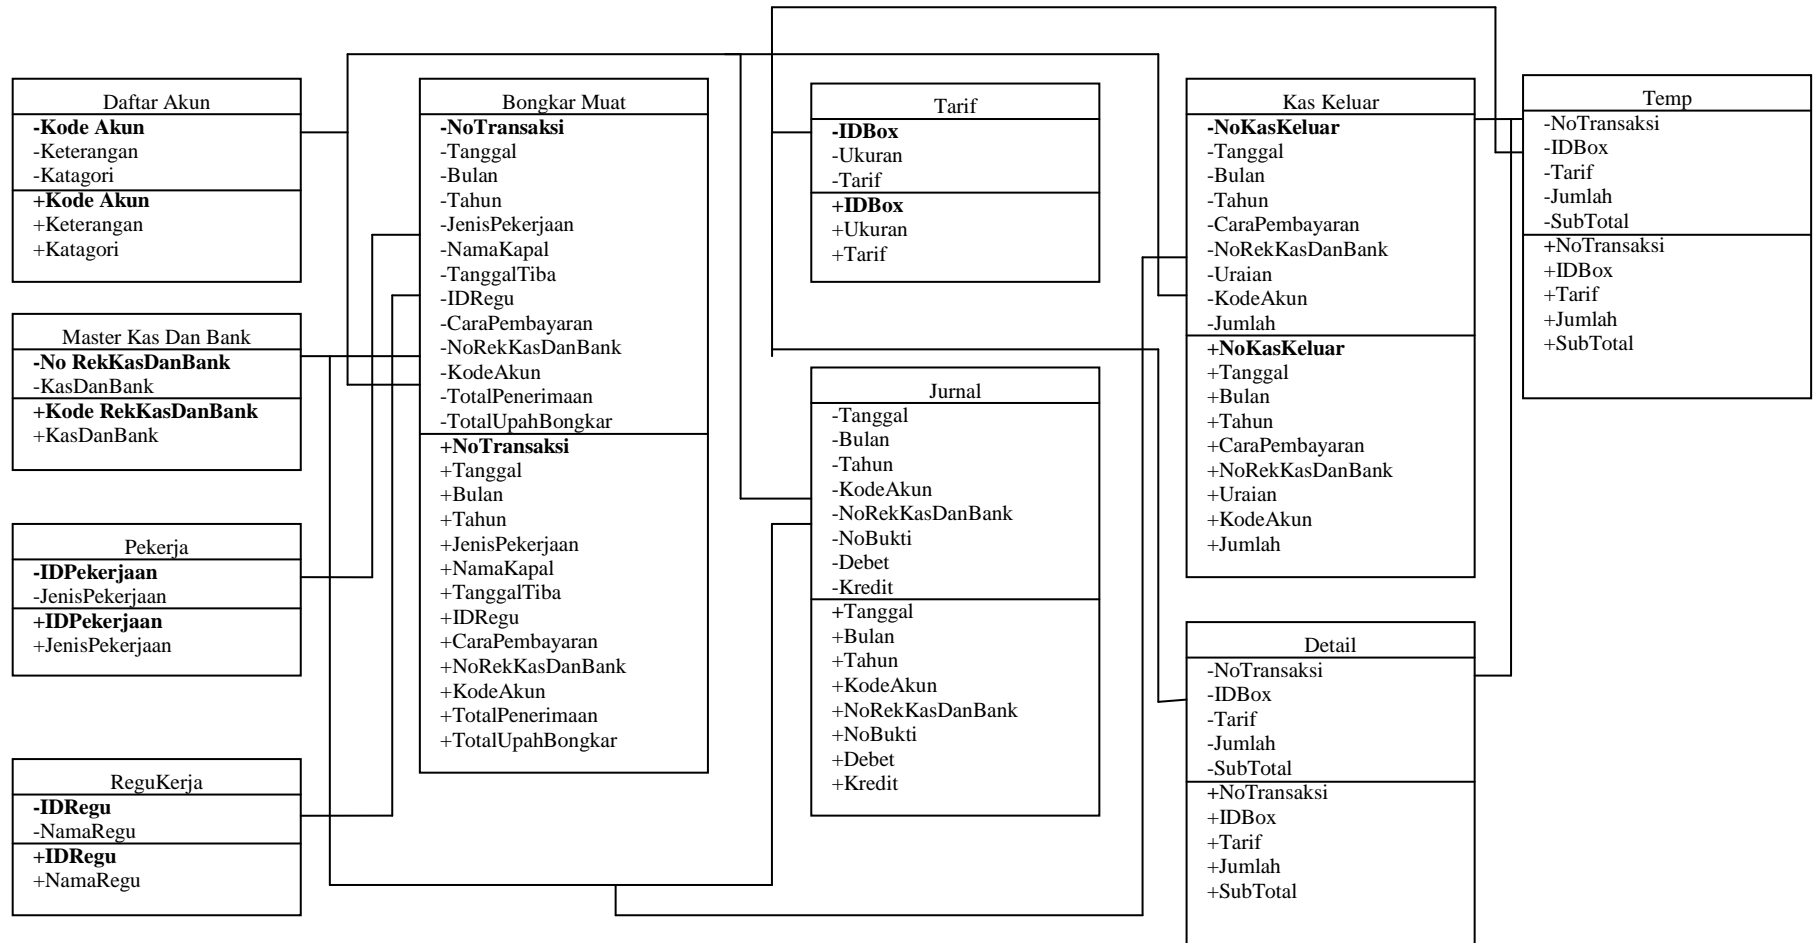 Daftar Akun
-Kode Akun
-Keterangan
-Katagori
+Kode Akun
+Keterangan
+Katagori
Master Kas Dan Bank
-No RekKasDanBank
-KasDanBank
+Kode RekKasDanBank
+KasDanBank
Pekerja
-IDPekerjaan
-JenisPekerjaan
+IDPekerjaan
+JenisPekerjaan
ReguKerja
-IDRegu
-NamaRegu
+IDRegu
+NamaRegu
Bongkar Muat
-NoTransaksi
-Tanggal
-Bulan
-Tahun
-JenisPekerjaan
-NamaKapal
-TanggalTiba
-IDRegu
-CaraPembayaran
-NoRekKasDanBank
-KodeAkun
-TotalPenerimaan
-TotalUpahBongkar
+NoTransaksi
+Tanggal
+Bulan
+Tahun
+JenisPekerjaan
+NamaKapal
+TanggalTiba
+IDRegu
+CaraPembayaran
+NoRekKasDanBank
+KodeAkun
+TotalPenerimaan
+TotalUpahBongkar
Tarif
-IDBox
-Ukuran
-Tarif
+IDBox
+Ukuran
+Tarif
Jurnal
-Tanggal
-Bulan
-Tahun
-KodeAkun
-NoRekKasDanBank
-NoBukti
-Debet
-Kredit
+Tanggal
+Bulan
+Tahun
+KodeAkun
+NoRekKasDanBank
+NoBukti
+Debet
+Kredit
Kas Keluar
-NoKasKeluar
-Tanggal
-Bulan
-Tahun
-CaraPembayaran
-NoRekKasDanBank
-Uraian
-KodeAkun
-Jumlah
+NoKasKeluar
+Tanggal
+Bulan
+Tahun
+CaraPembayaran
+NoRekKasDanBank
+Uraian
+KodeAkun
+Jumlah
Detail
-NoTransaksi
-IDBox
-Tarif
-Jumlah
-SubTotal
+NoTransaksi
+IDBox
+Tarif
+Jumlah
+SubTotal
Temp
-NoTransaksi
-IDBox
-Tarif
-Jumlah
-SubTotal
+NoTransaksi
+IDBox
+Tarif
+Jumlah
+SubTotal